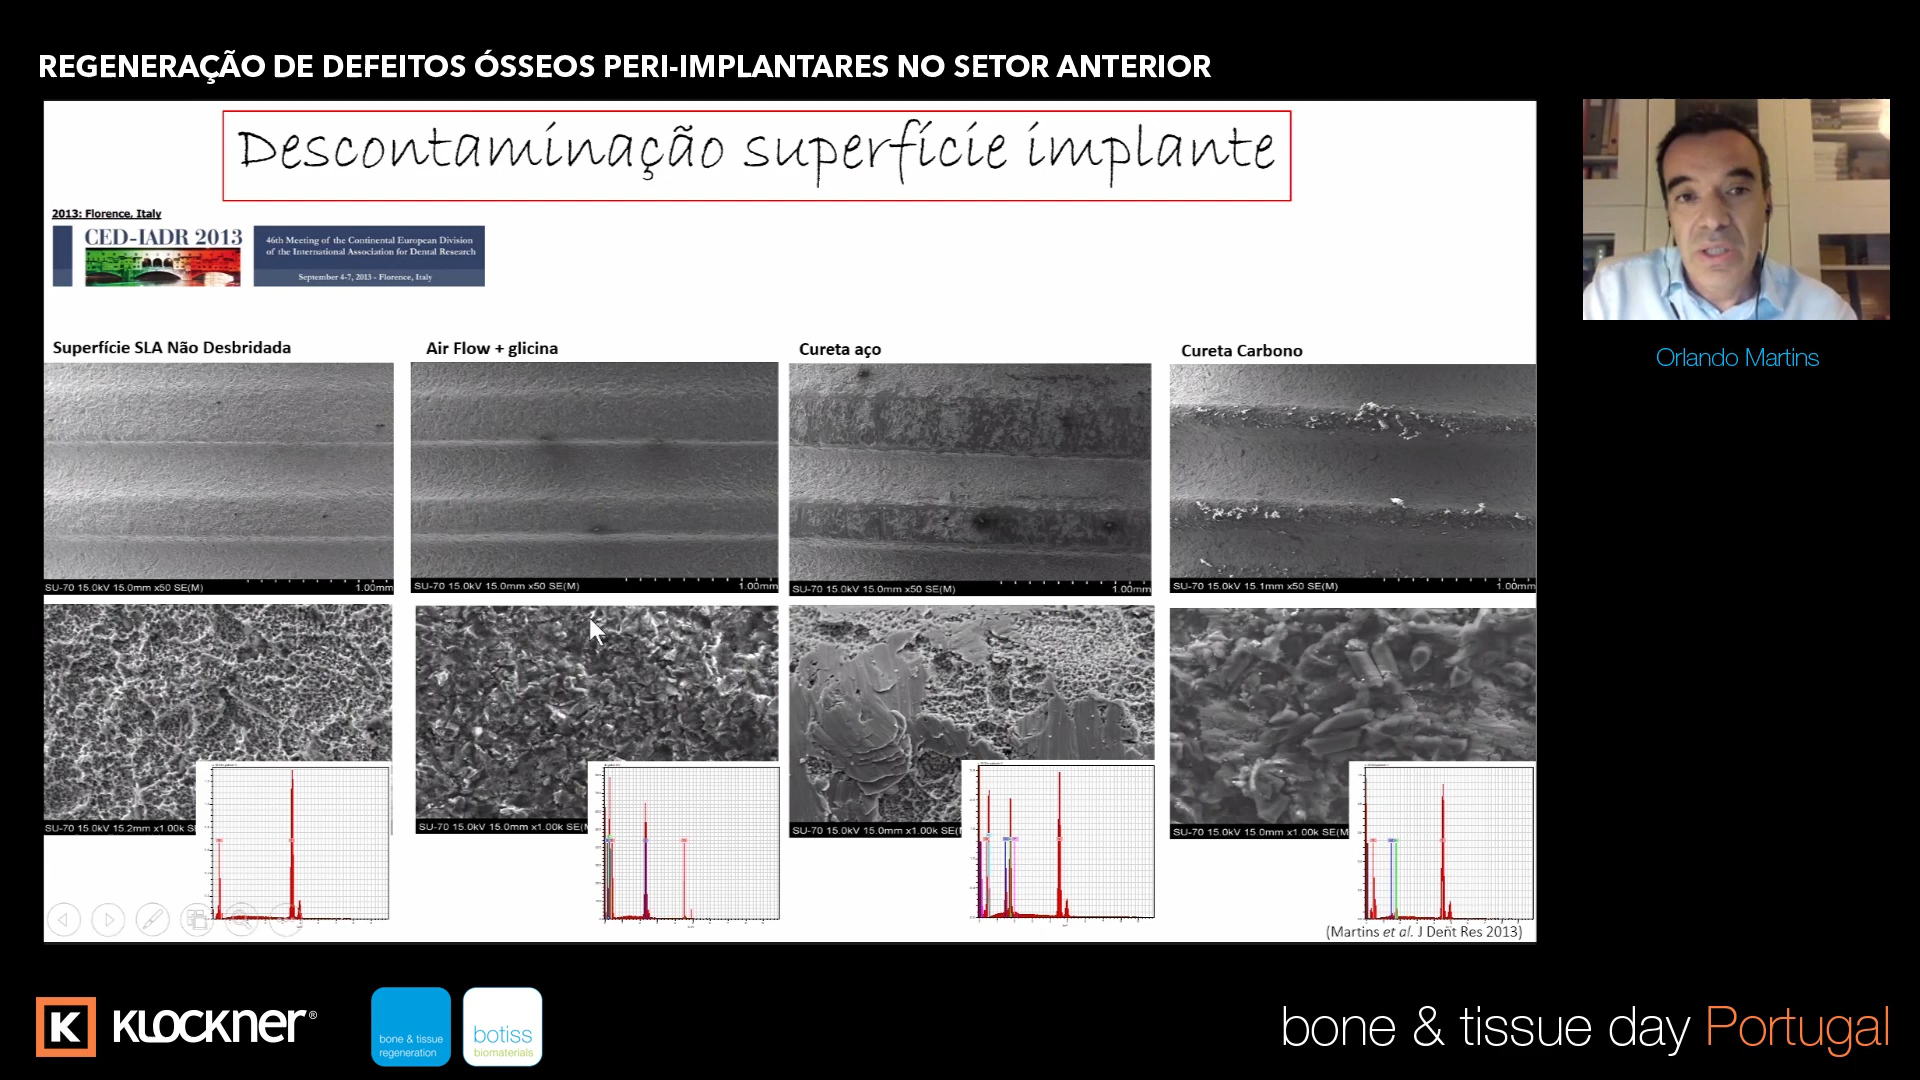 REGENERAÇÃO DE DEFEITOS ÓSSEOS PERI-IMPLANTARES NO SETOR ANTERIOR
Descontaminação superfície implante
2013: Florence, Italy
CED-IADR 2013
46th Meeting of the Continental European Division
of the International Association for Dental Research
September 4-7, 2013 - Florence, Italy
Orlando Martins
Superfície SLA Não Desbridada
Air Flow + glicina
Cureta aço
Cureta Carbono
SU-70 15.0kV 15.0mm x50 SE(M) 1.00mm
SU-70 15.0kV 15.0mm x50 SE(M) 1.00mm
SU-70 15.0kV 15.0mm x50 SE(M) 1.00mm
SU-70 15.0kV 15.1mm x50 SE(M) 1.00mm
SU-70 15.0kV 15.2mm x1.00k S
SU-70 15.0kV 15.0mm x1.00k SE(
SU-70 15.0kV 15.0mm x1.00k SE(
SU-70 15.0kV 15.0mm x1.00k SE(M
(Martins et al. J Dent Res 2013)
K KLOCKNER®
bone & tissue
regeneration
botiss
biomaterials
bone & tissue day Portugal